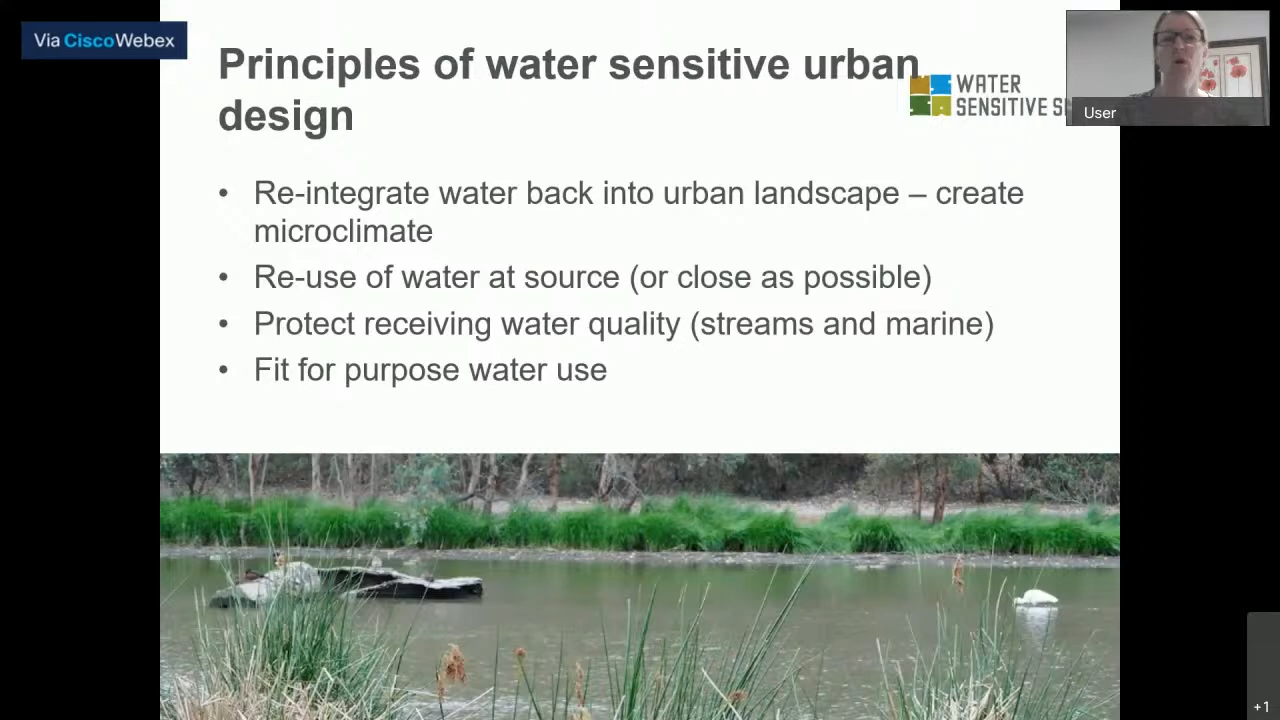 Via CiscoWebex
Principles of water sensitive urban
design
WATER
SENSITIVE
User
• Re-integrate water back into urban landscape – create
microclimate
• Re-use of water at source (or close as possible)
• Protect receiving water quality (streams and marine)
• Fit for purpose water use
+1